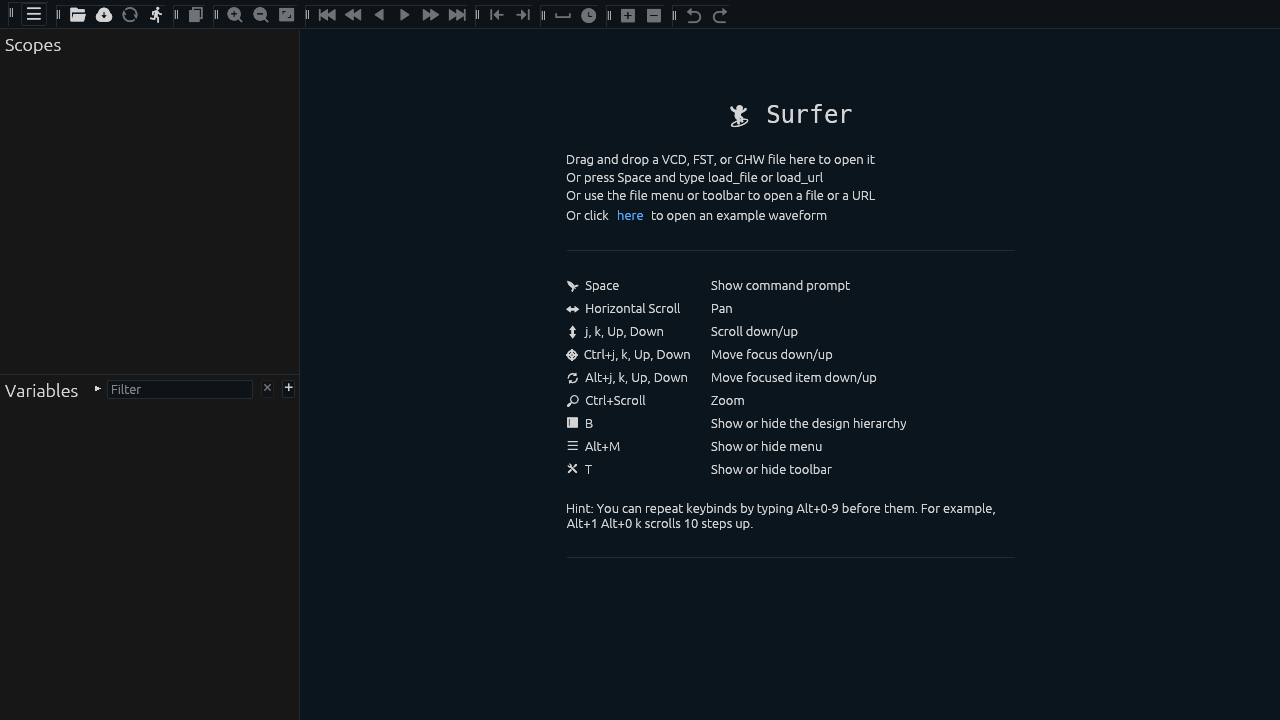 Scopes
Surfer
Drag and drop a VCD, FST, or GHW file here to open it
Or press Space and type load_file or load_url
Or use the file menu or toolbar to open a file or a URL
Or click here to open an example waveform
Space Show command prompt
Horizontal Scroll Pan
j, k, Up, Down Scroll down/up
Ctrl+j, k, Up, Down Move focus down/up
Alt+j, k, Up, Down Move focused item down/up
Ctrl+Scroll Zoom
B Show or hide the design hierarchy
Alt+M Show or hide menu
T Show or hide toolbar
Hint: You can repeat keybinds by typing Alt+0-9 before them. For example,
Alt+1 Alt+0 k scrolls 10 steps up.
Variables
Filter